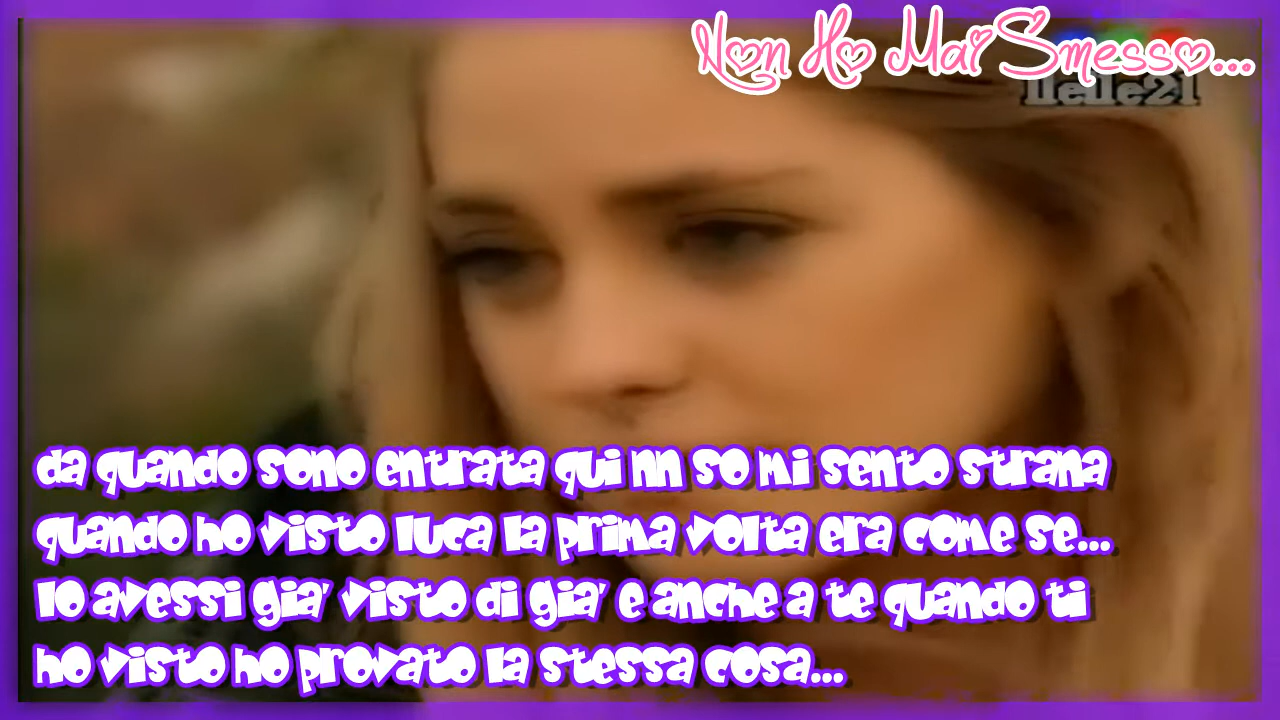 Non Ho Mai Smesso...
da quando sono entrata qui nn so mi sento strana
quando ho visto luca la prima volta era come se...
lo avessi gia' visto di gia' e anche a te quando ti
ho visto ho provato la stessa cosa...